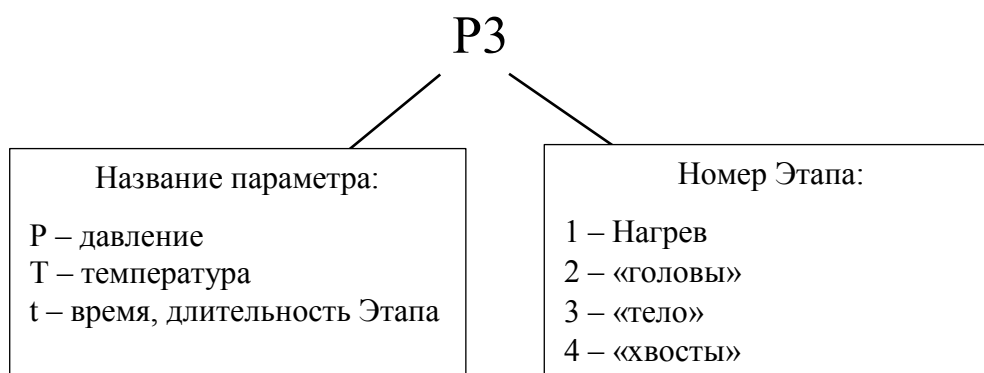 P3
Название параметра:
P – давление
T – температура
t – время, длительность Этапа
Номер Этапа:
1 – Нагрев
2 – «головы»
3 – «тело»
4 – «хвосты»